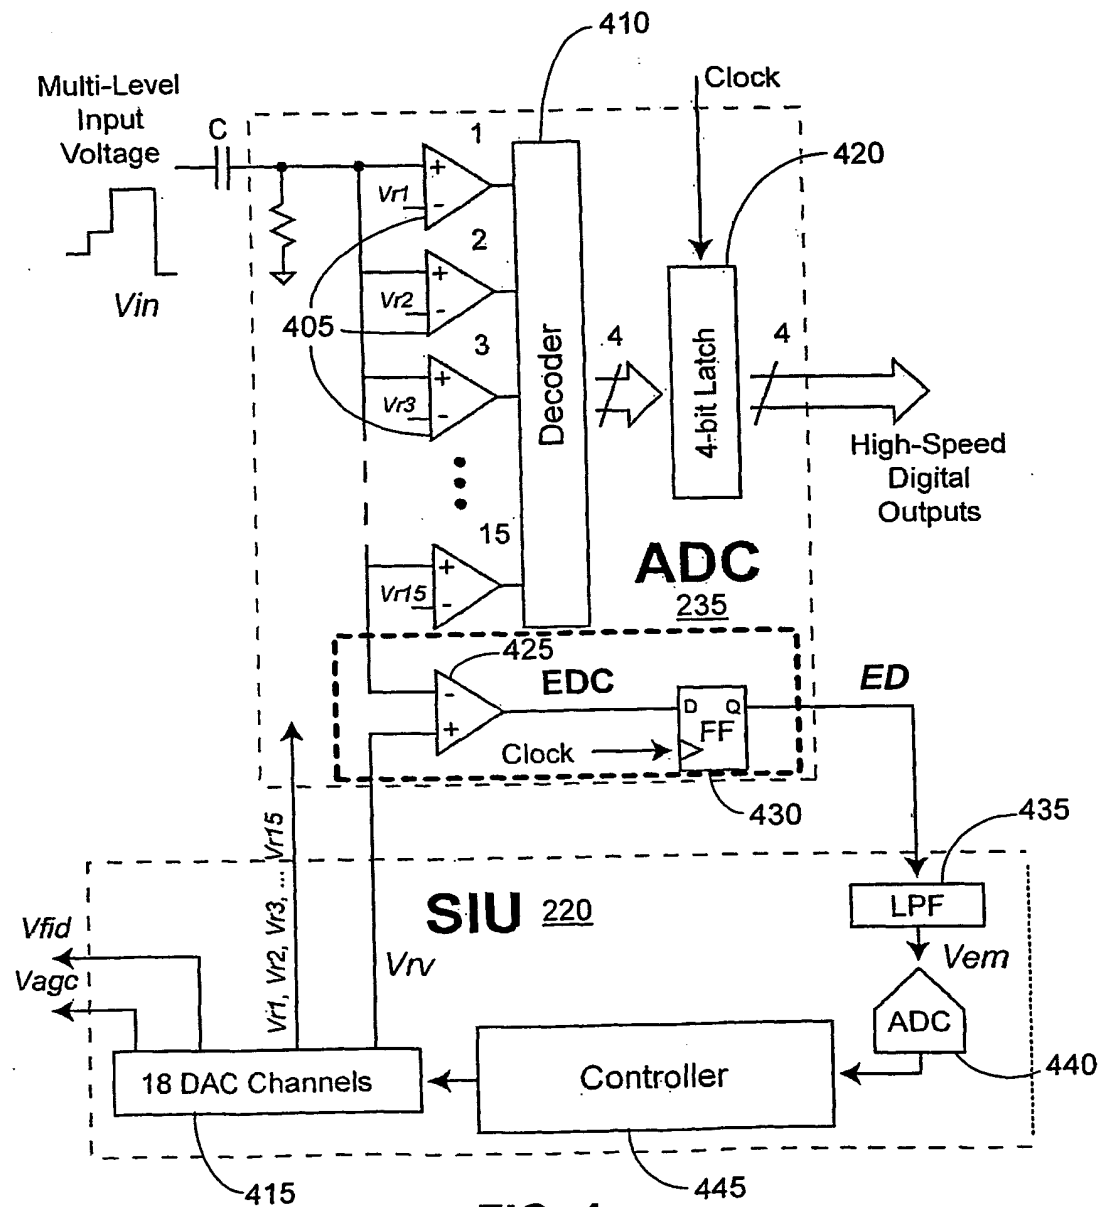 410
Clock
Multi-Level
Input
Voltage
C
1
420
+
Vr1
-
2
+
Vr2
-
Vin
405
3
+
Vr3
-
Decoder
4
4-bit Latch
4
High-Speed
Digital
Outputs
15
+
Vr15
-
ADC
235
425
EDC
ED
-
+
D Q
FF
Clock
430
435
SIU 220
LPF
Vfid
Vagc
Vr1, Vr2, Vr3, ... Vr15
Vrv
Vem
ADC
440
18 DAC Channels
Controller
415
445